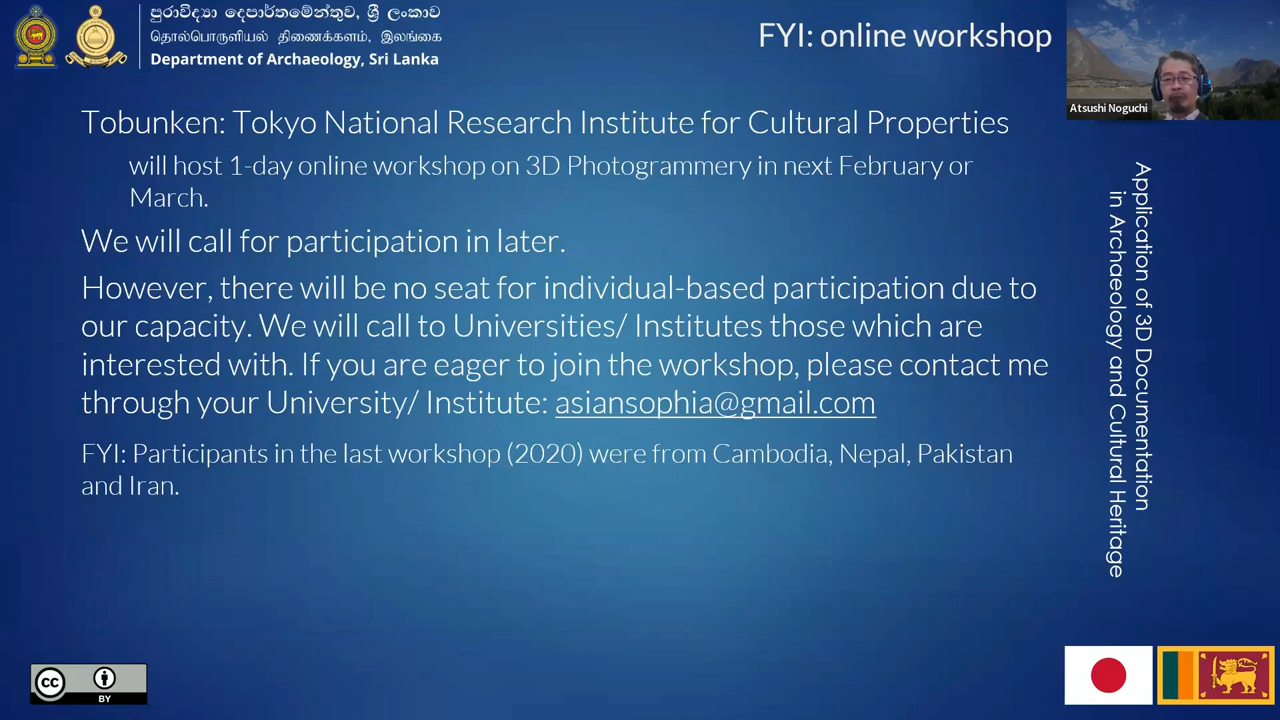 පුරාවිද්‍යා දෙපාර්තමේන්තුව, ශ්‍රී ලංකාව
தொல்பொருளியல் திணைக்களம், இலங்கை
Department of Archaeology, Sri Lanka
FYI: online workshop
Atsushi Noguchi
Tobunken: Tokyo National Research Institute for Cultural Properties
will host 1-day online workshop on 3D Photogrammery in next February or
March.
We will call for participation in later.
However, there will be no seat for individual-based participation due to
our capacity. We will call to Universities/ Institutes those which are
interested with. If you are eager to join the workshop, please contact me
through your University/ Institute: asiansophia@gmail.com
FYI: Participants in the last workshop (2020) were from Cambodia, Nepal, Pakistan
and Iran.
Application of 3D Documentation
in Archaeology and Cultural Heritage
cc
BY